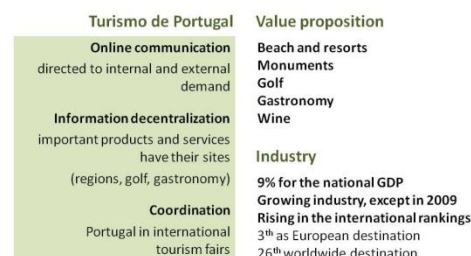 Turismo de Portugal
Online communication
directed to internal and external
demand
Information decentralization
important products and services
have their sites
(regions, golf, gastronomy)
Coordination
Portugal in international
tourism fairs
Value proposition
Beach and resorts
Monuments
Golf
Gastronomy
Wine
Industry
9% for the national GDP
Growing industry, except in 2009
Rising in the international rankings
3th as European destination
26th worldwide destination